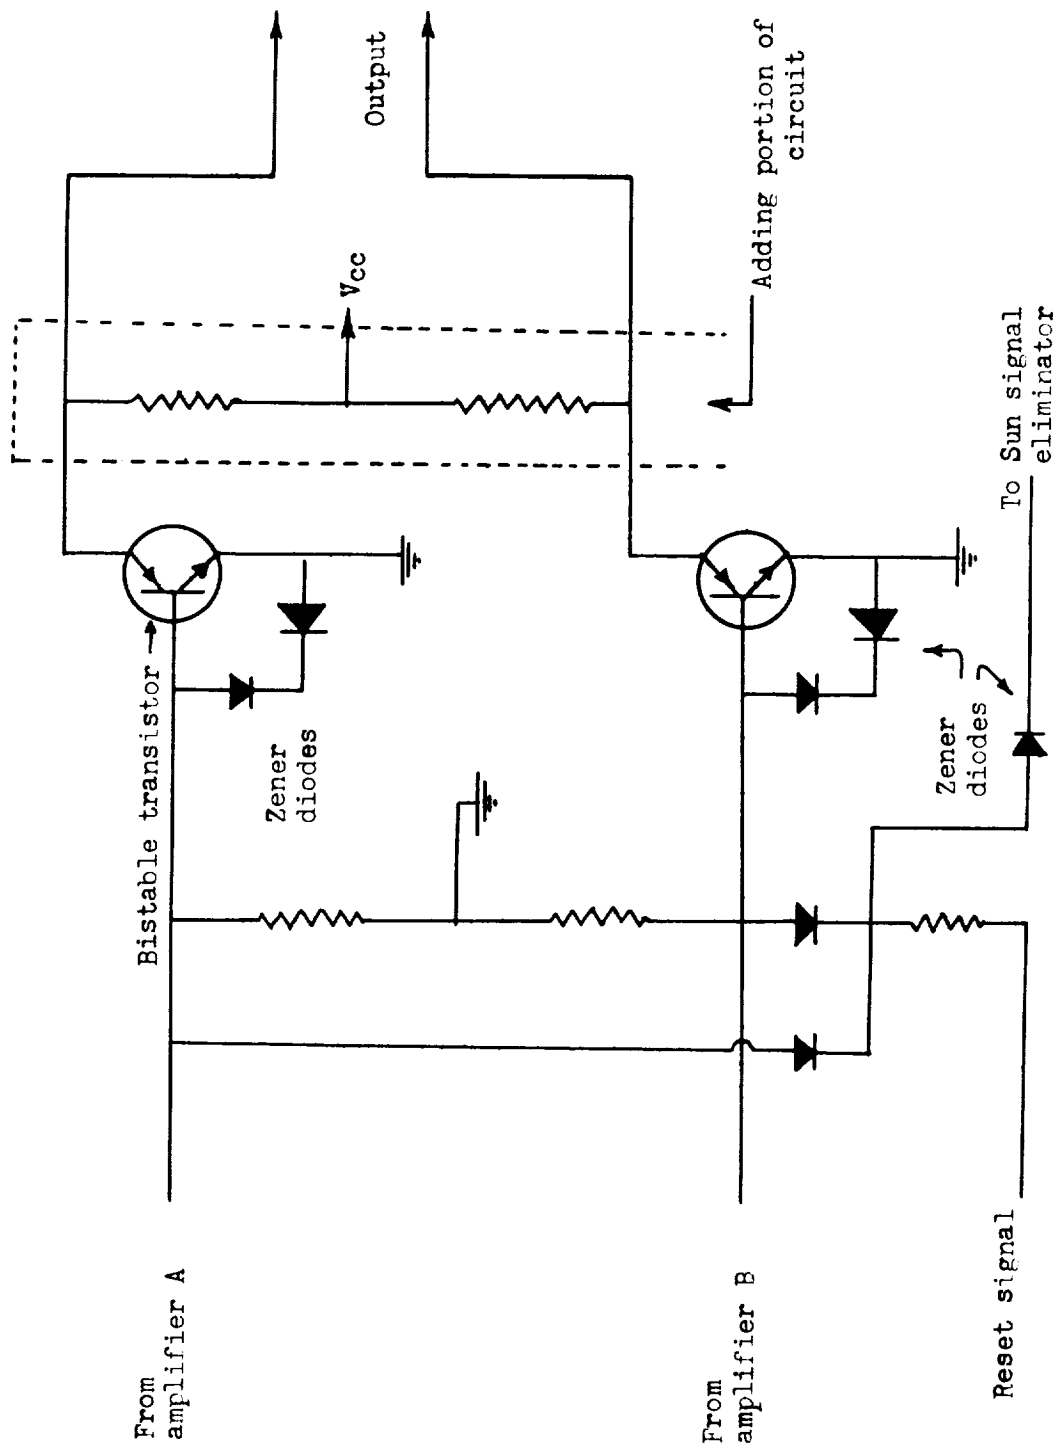 From
amplifier A
Bistable transistor
Zener
diodes
Vcc
Output
From
amplifier B
Zener
diodes
Adding portion of
circuit
Reset signal
To Sun signal
eliminator